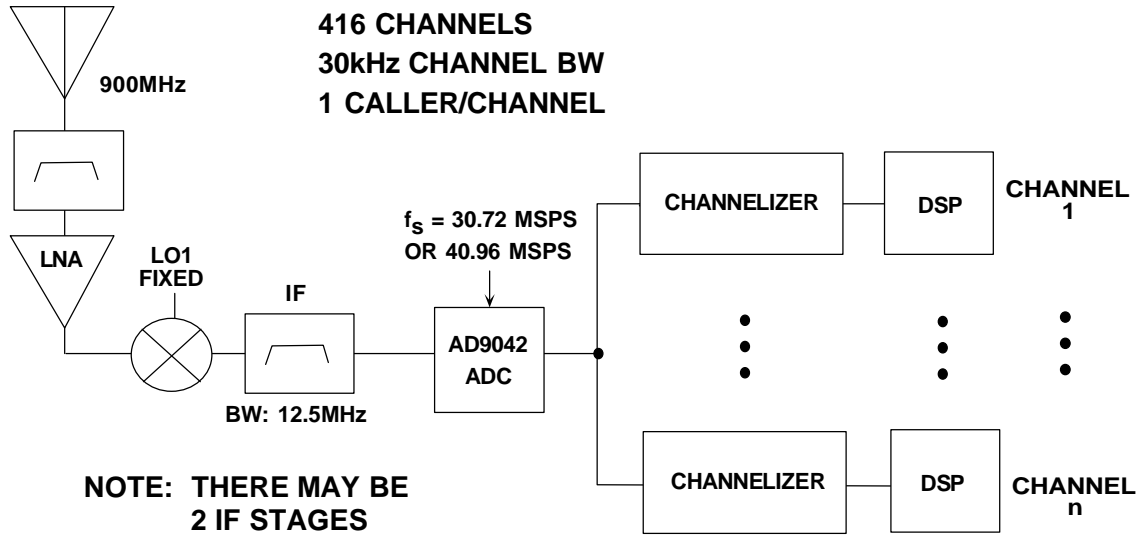 416 CHANNELS
30kHz CHANNEL BW
1 CALLER/CHANNEL
900MHz
LNA
LO1
FIXED
IF
BW: 12.5MHz
fs = 30.72 MSPS
OR 40.96 MSPS
AD9042
ADC
CHANNELIZER
DSP
CHANNEL
1
CHANNELIZER
DSP
CHANNEL
n
NOTE: THERE MAY BE
2 IF STAGES